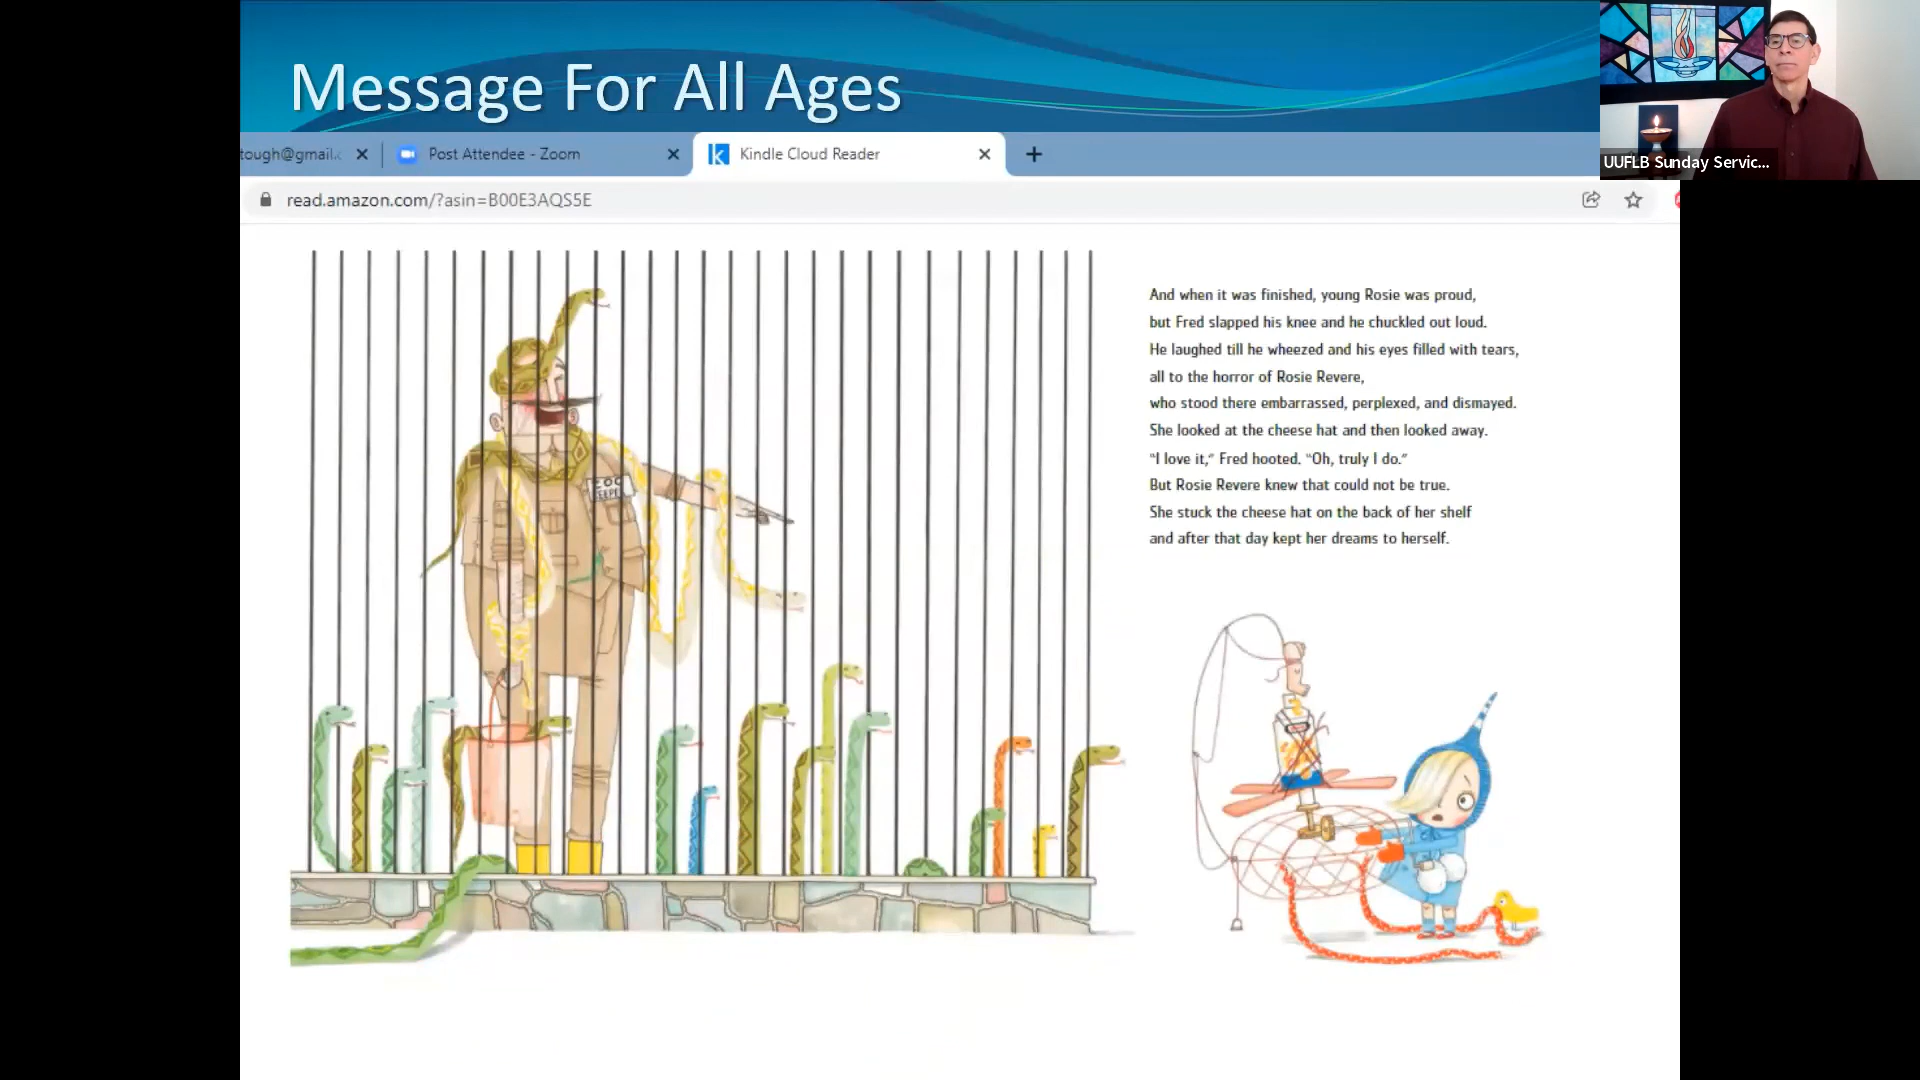 Message For All Ages
tough@gmail.c
Post Attendee - Zoom
Kindle Cloud Reader
UUFLB Sunday Servic...
read.amazon.com/?asin=B00E3AQS5E
And when it was finished, young Rosie was proud,
but Fred slapped his knee and he chuckled out loud.
He laughed till he wheezed and his eyes filled with tears,
all to the horror of Rosie Revere,
who stood there embarrassed, perplexed, and dismayed.
She looked at the cheese hat and then looked away.
“I love it,” Fred hooted. “Oh, truly I do.”
But Rosie Revere knew that could not be true.
She stuck the cheese hat on the back of her shelf
and after that day kept her dreams to herself.
ZOO
KEEPER